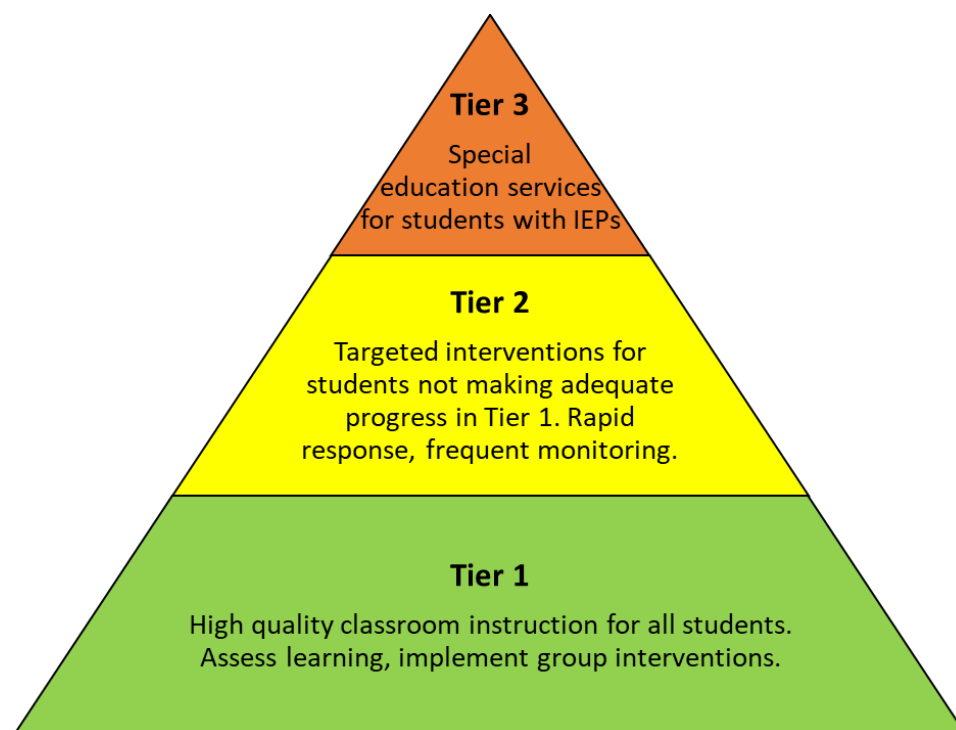 Tier 3
Special
education services
for students with IEPs
Tier 2
Targeted interventions for
students not making adequate
progress in Tier 1. Rapid
response, frequent monitoring.
Tier 1
High quality classroom instruction for all students.
Assess learning, implement group interventions.